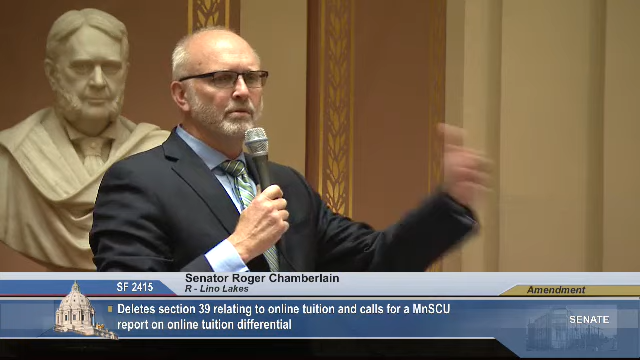 SF 2415
Senator Roger Chamberlain
R - Lino Lakes
Amendment
Deletes section 39 relating to online tuition and calls for a MnSCU
report on online tuition differential
SENATE